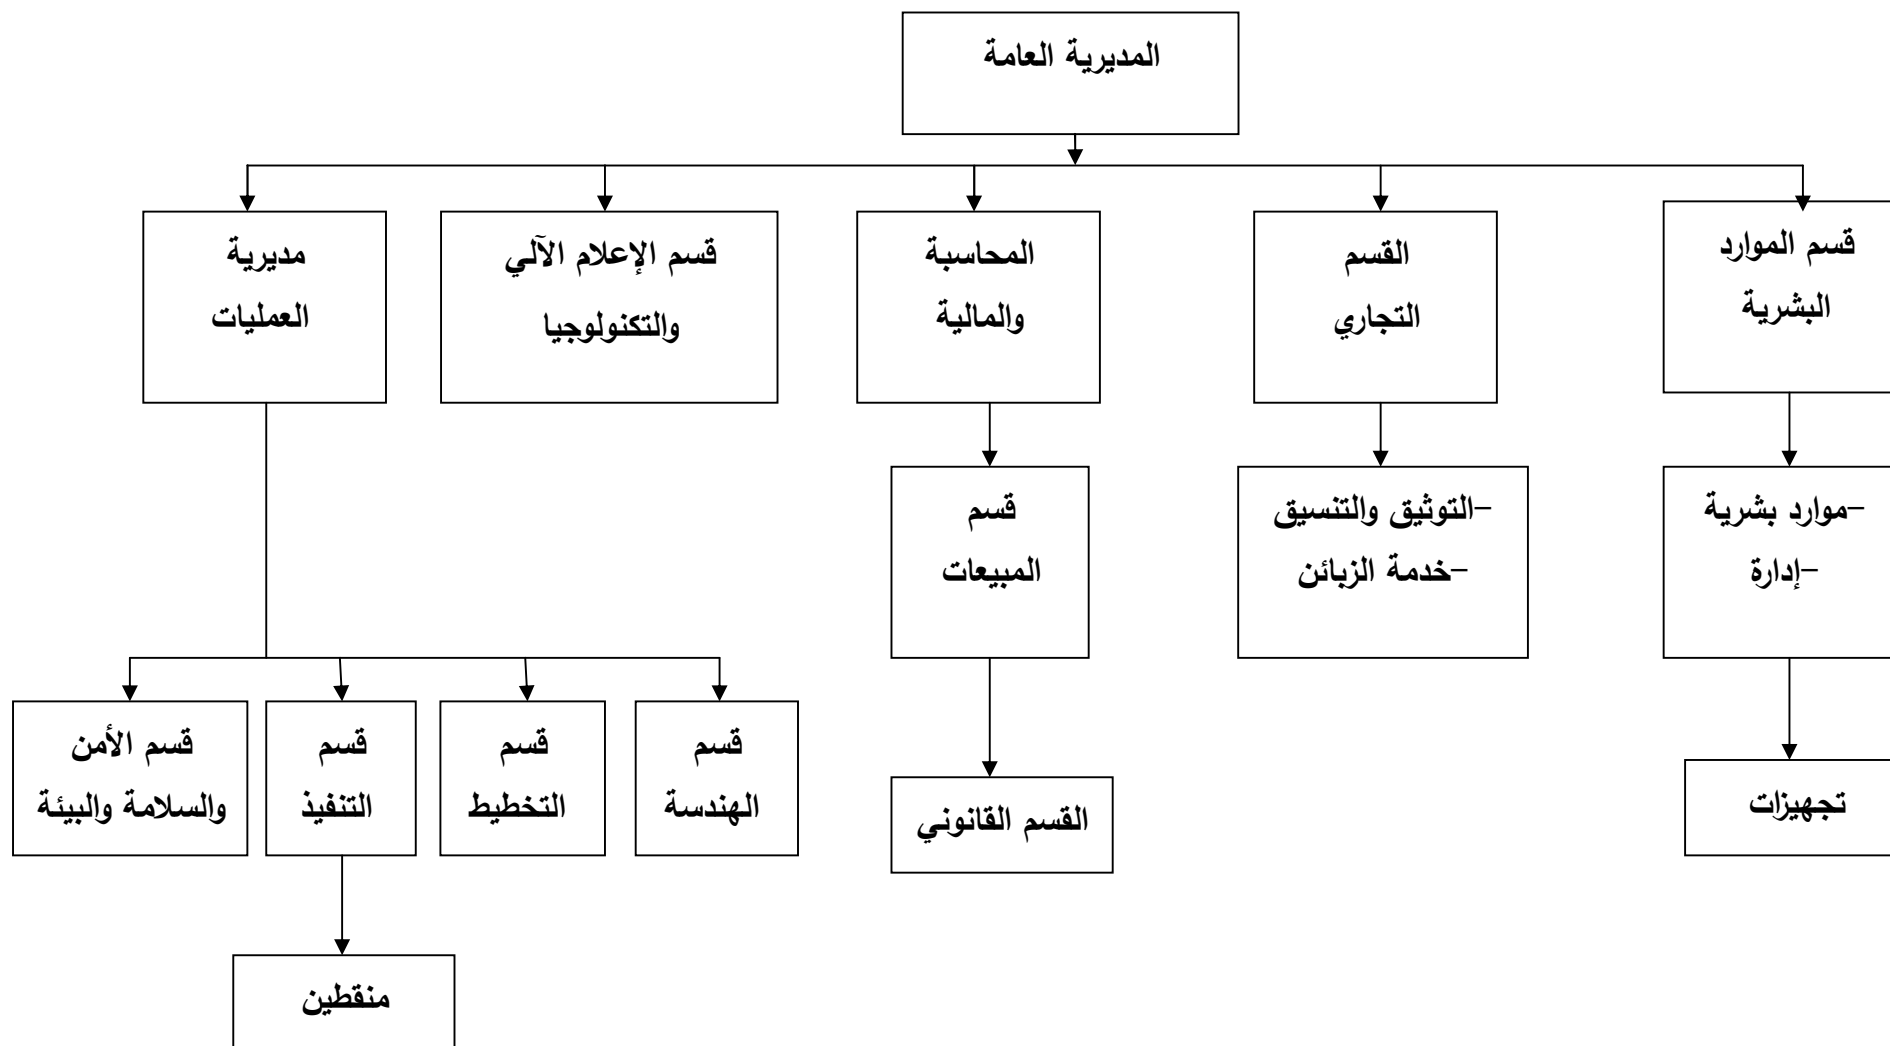 المديرية العامة
قسم الموارد
البشرية
القسم
التجاري
المحاسبة
والمالية
قسم الإعلام الآلي
والتكنولوجيا
مديرية
العمليات
-موارد بشرية
-إدارة
-التوثيق والتنسيق
-خدمة الزبائن
قسم
المبيعات
تجهيزات
القسم القانوني
قسم
الهندسة
قسم
التخطيط
قسم
التنفيذ
قسم الأمن
والسلامة والبيئة
منقطين